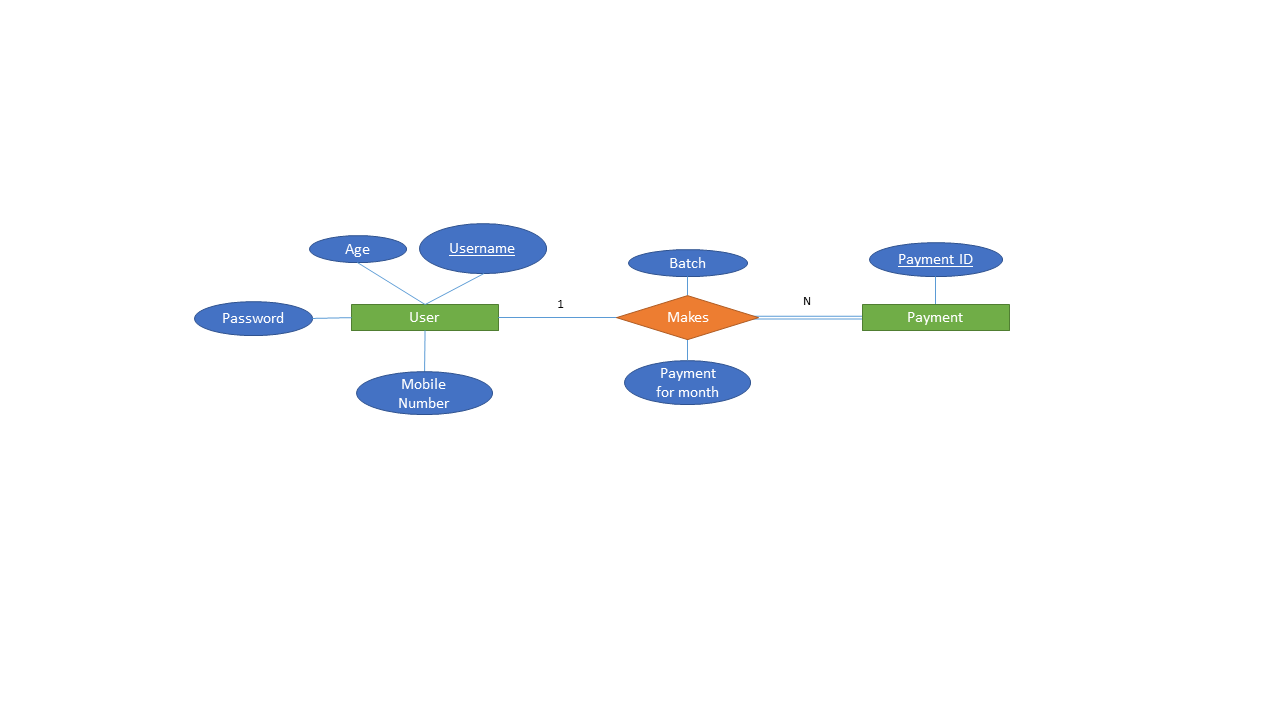 Age
Username
Password
User
Mobile
Number
1
Batch
Makes
Payment
for month
N
Payment ID
Payment